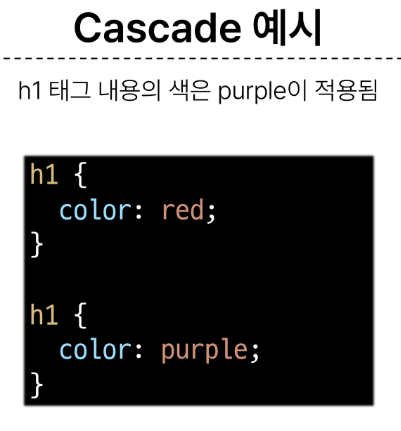 Cascade 예시
h1 태그 내용의 색은 purple이 적용됨
h1 {
  color: red;
}
h1 {
  color: purple;
}